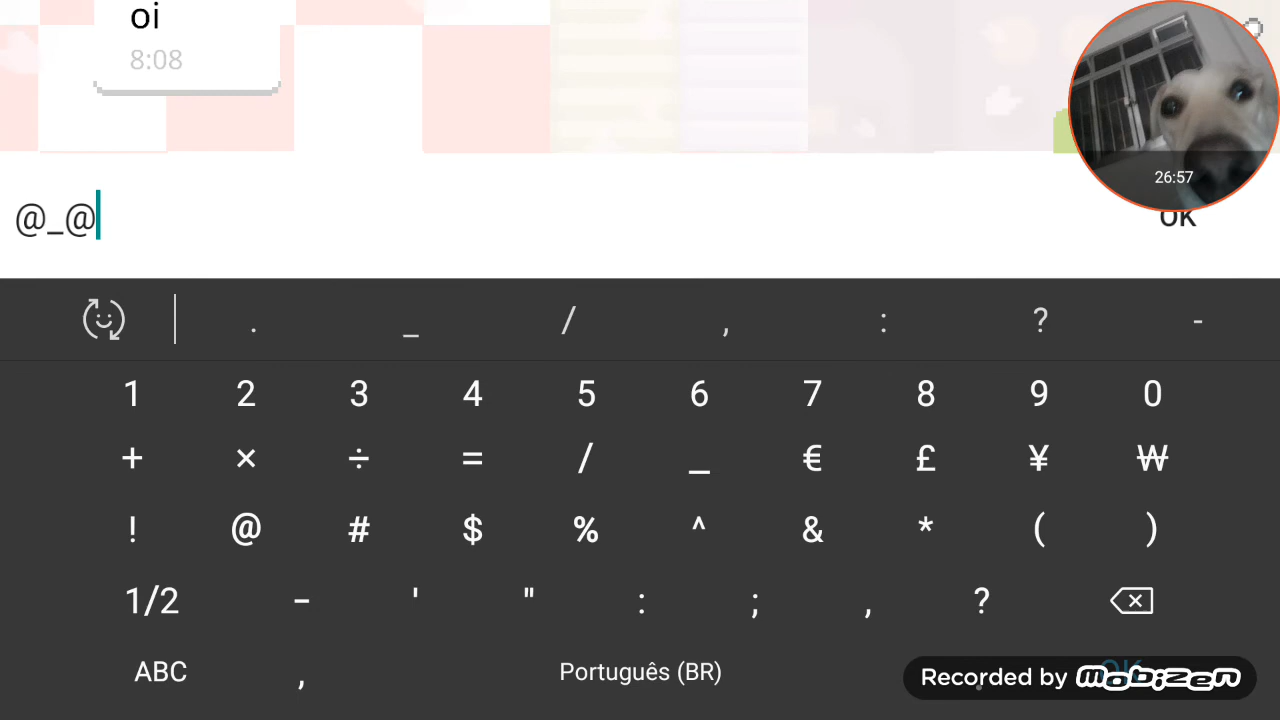 oi
8:08
26:57
@_@
OK
. _ / , : ? -
1 2 3 4 5 6 7 8 9 0
+ × ÷ = / _ € £ ¥ ₩
! @ # $ % ^ & * ( )
1/2 - ' " : ; , ?
ABC , Português (BR) OK
Recorded by mobizen